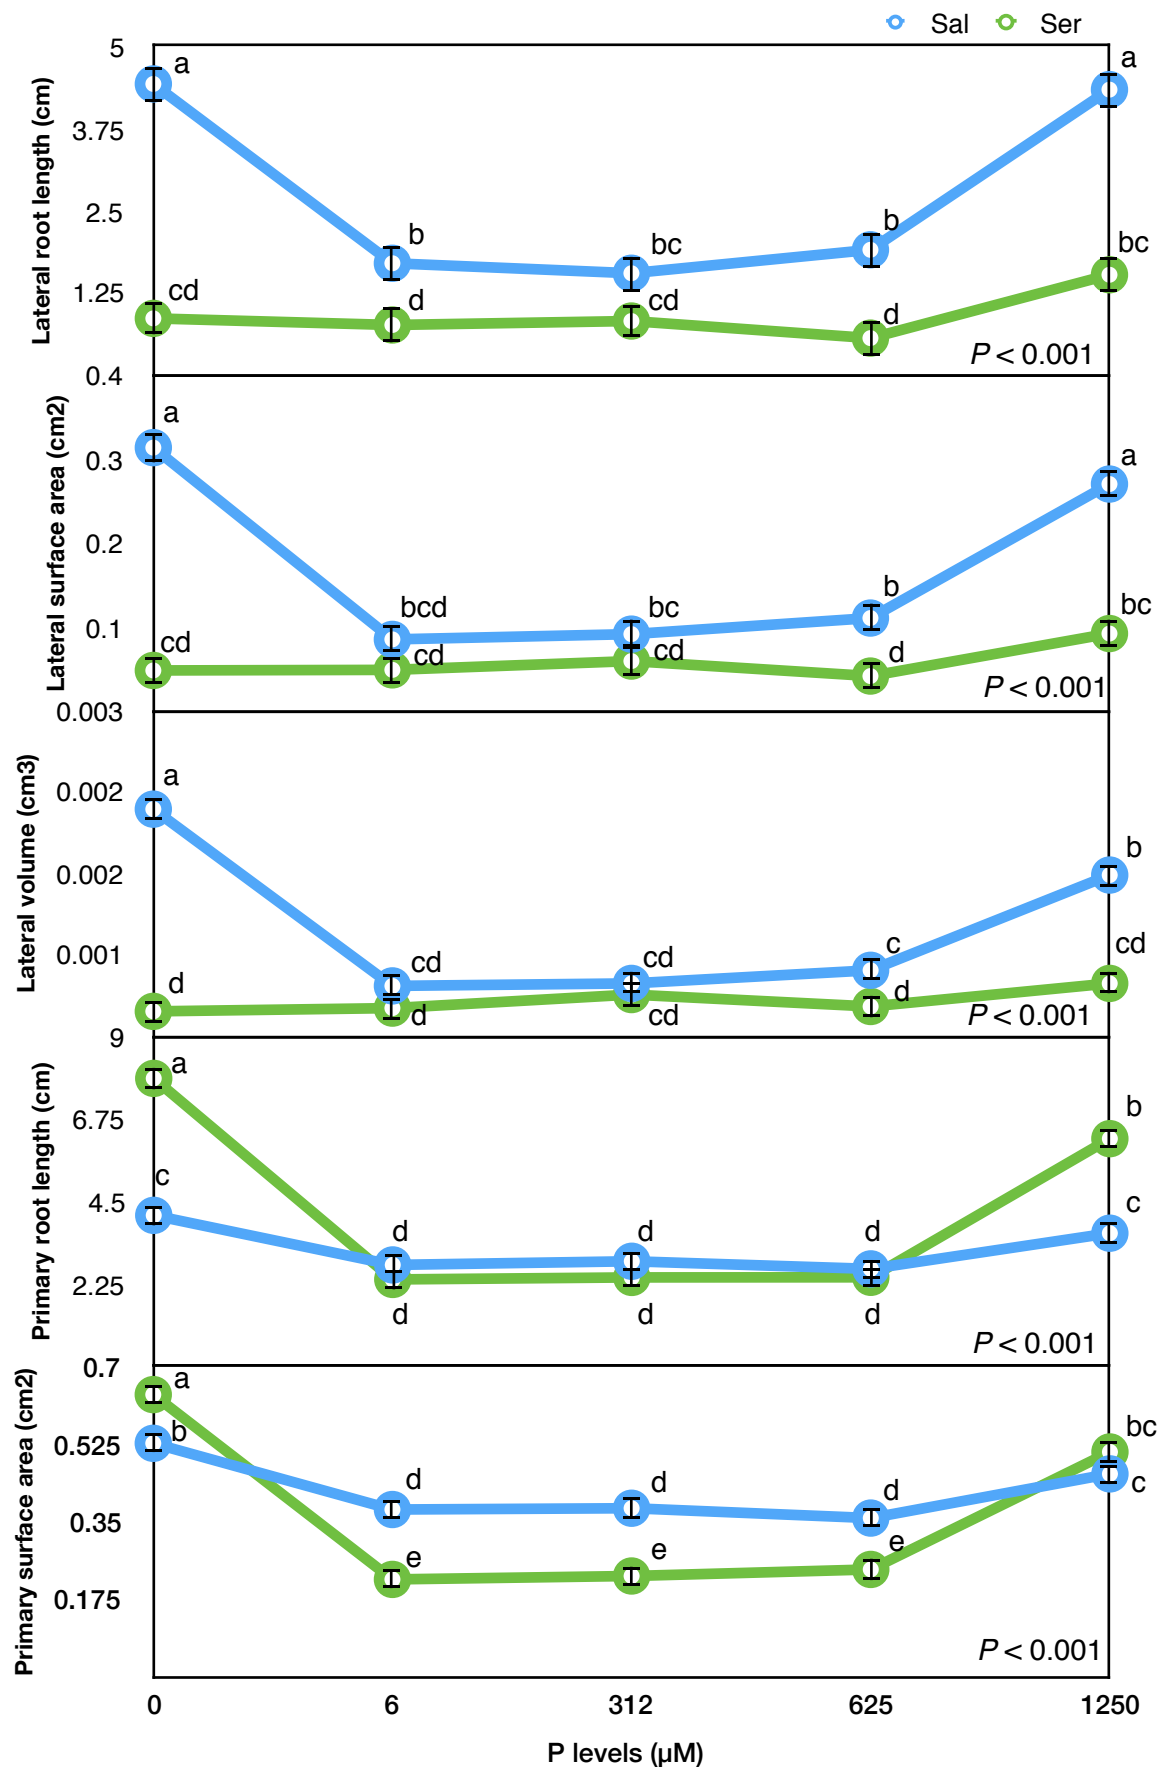 Sal Ser
Lateral root length (cm)
5
3.75
2.5
1.25
a
b
bc
b
a
cd
d
cd
d
bc
P < 0.001
Lateral surface area (cm2)
0.4
0.3
0.2
0.1
a
bcd
bc
b
a
cd
cd
cd
d
bc
P < 0.001
Lateral volume (cm3)
0.003
0.002
0.002
0.001
a
cd
cd
c
b
d
d
cd
d
cd
P < 0.001
Primary root length (cm)
9
6.75
4.5
2.25
a
b
c
d
d
d
c
d
d
d
P < 0.001
Primary surface area (cm2)
0.7
0.525
0.35
0.175
a
b
d
d
d
bc
c
e
e
e
P < 0.001
0 6 312 625 1250
P levels (µM)